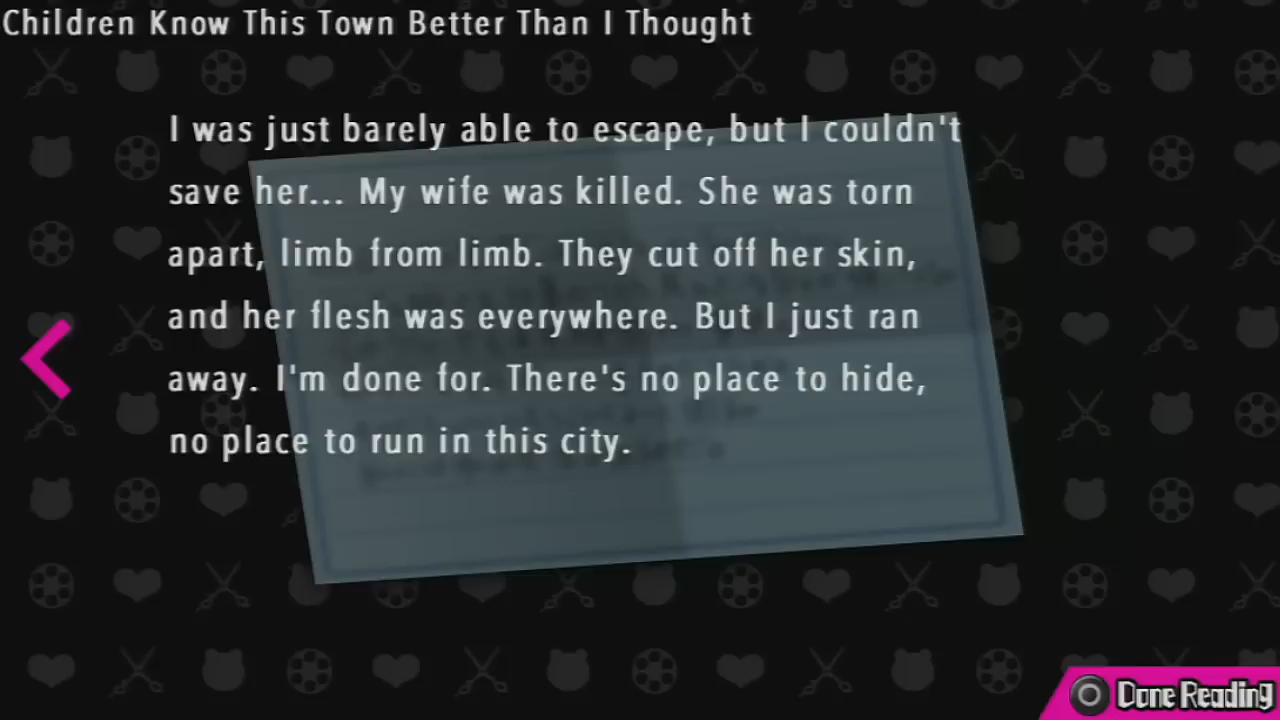 Children Know This Town Better Than I Thought
I was just barely able to escape, but I couldn't
save her... My wife was killed. She was torn
apart, limb from limb. They cut off her skin,
and her flesh was everywhere. But I just ran
away. I'm done for. There's no place to hide,
no place to run in this city.
Done Reading